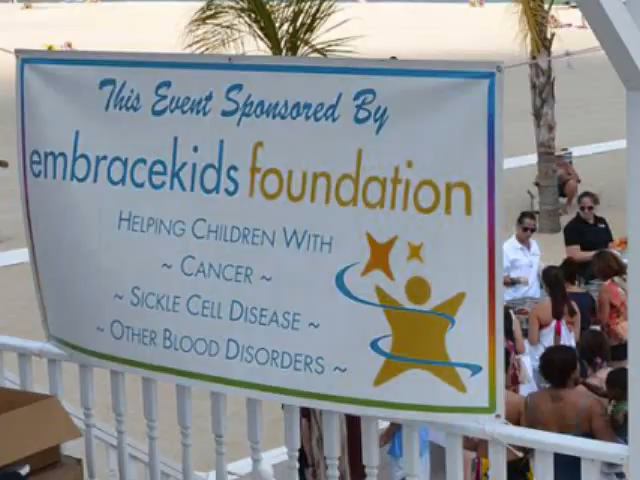 This Event Sponsored By
embracekids foundation
Helping Children With
~ Cancer ~
~ Sickle Cell Disease ~
~ Other Blood Disorders ~